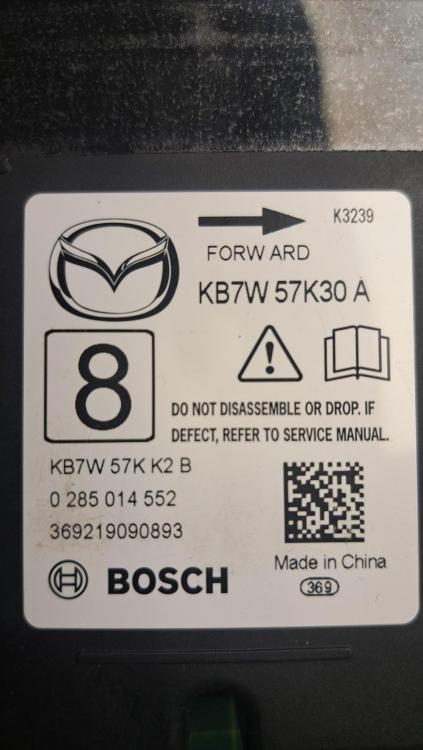 K3239
FORWARD
KB7W 57K30 A
8
DO NOT DISASSEMBLE OR DROP. IF
DEFECT, REFER TO SERVICE MANUAL.
KB7W 57K K2 B
0 285 014 552
369219090893
BOSCH
Made in China
369